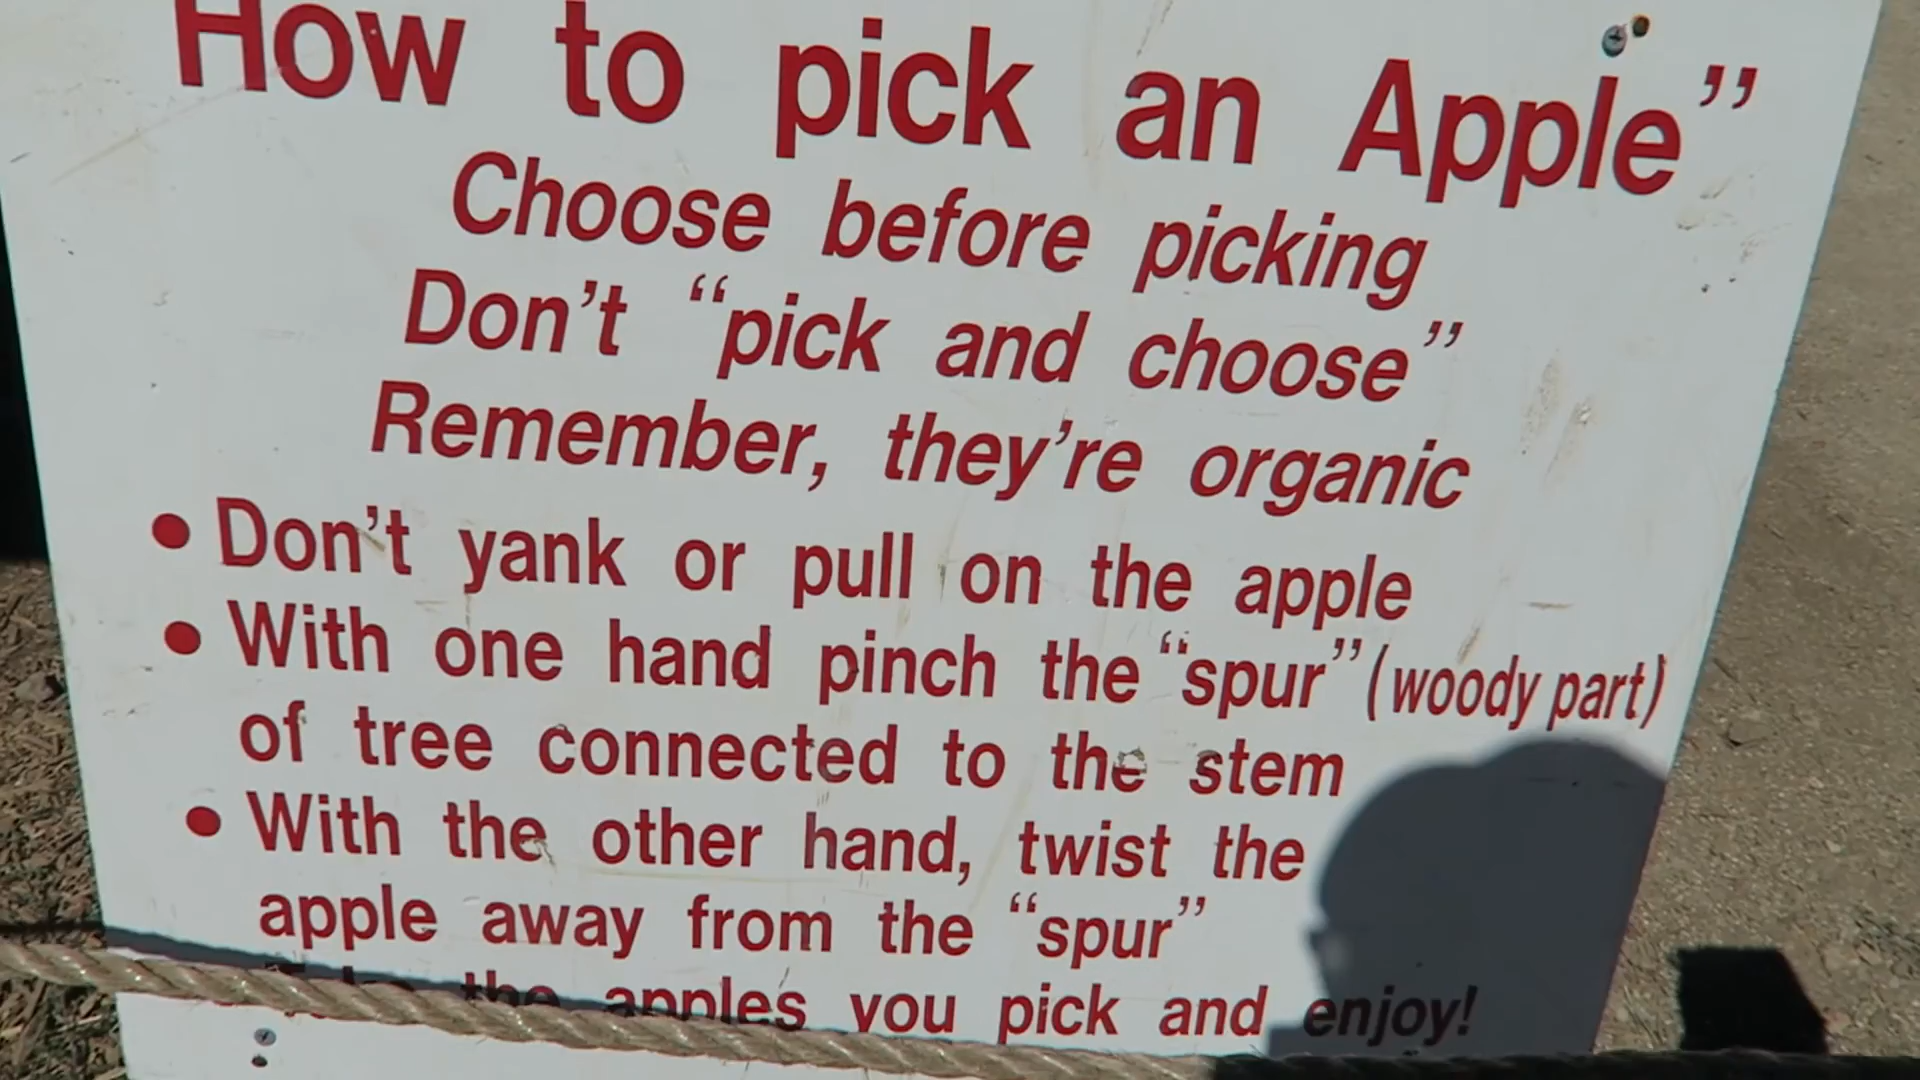 How to pick an Apple”
Choose before picking
Don’t “pick and choose”
Remember, they’re organic
• Don’t yank or pull on the apple
• With one hand pinch the “spur” (woody part)
of tree connected to the stem
• With the other hand, twist the
apple away from the “spur”
the apples you pick and enjoy!